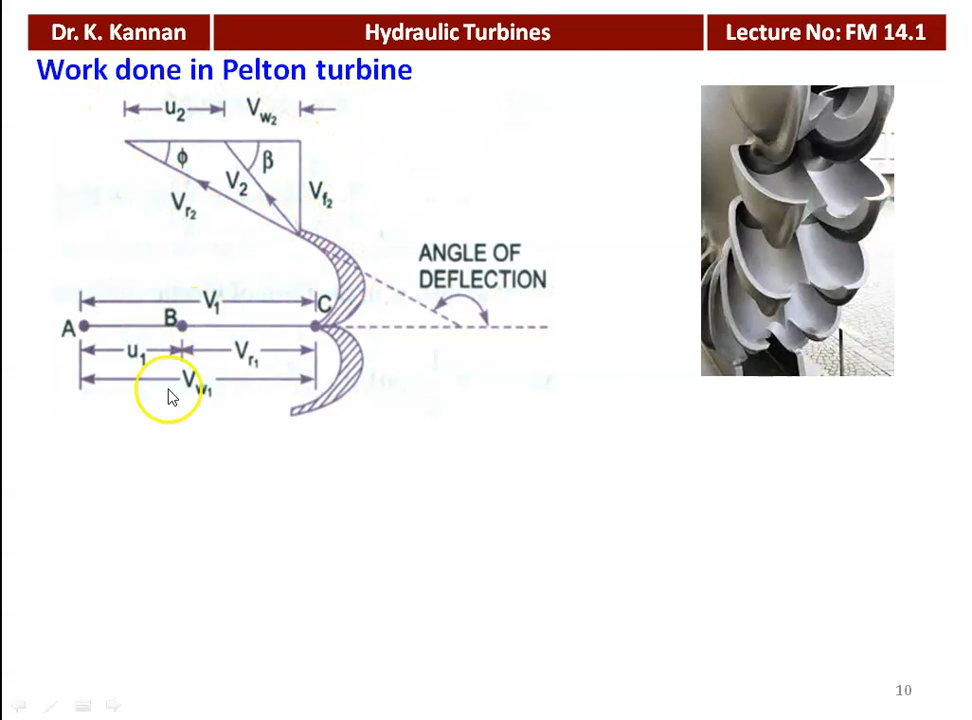 Dr. K. Kannan
Hydraulic Turbines
Lecture No: FM 14.1
Work done in Pelton turbine
u2 Vw2
φ β
V2
Vr2
Vf2
ANGLE OF
DEFLECTION
V1
A B C
u1 Vr1
Vw1
10